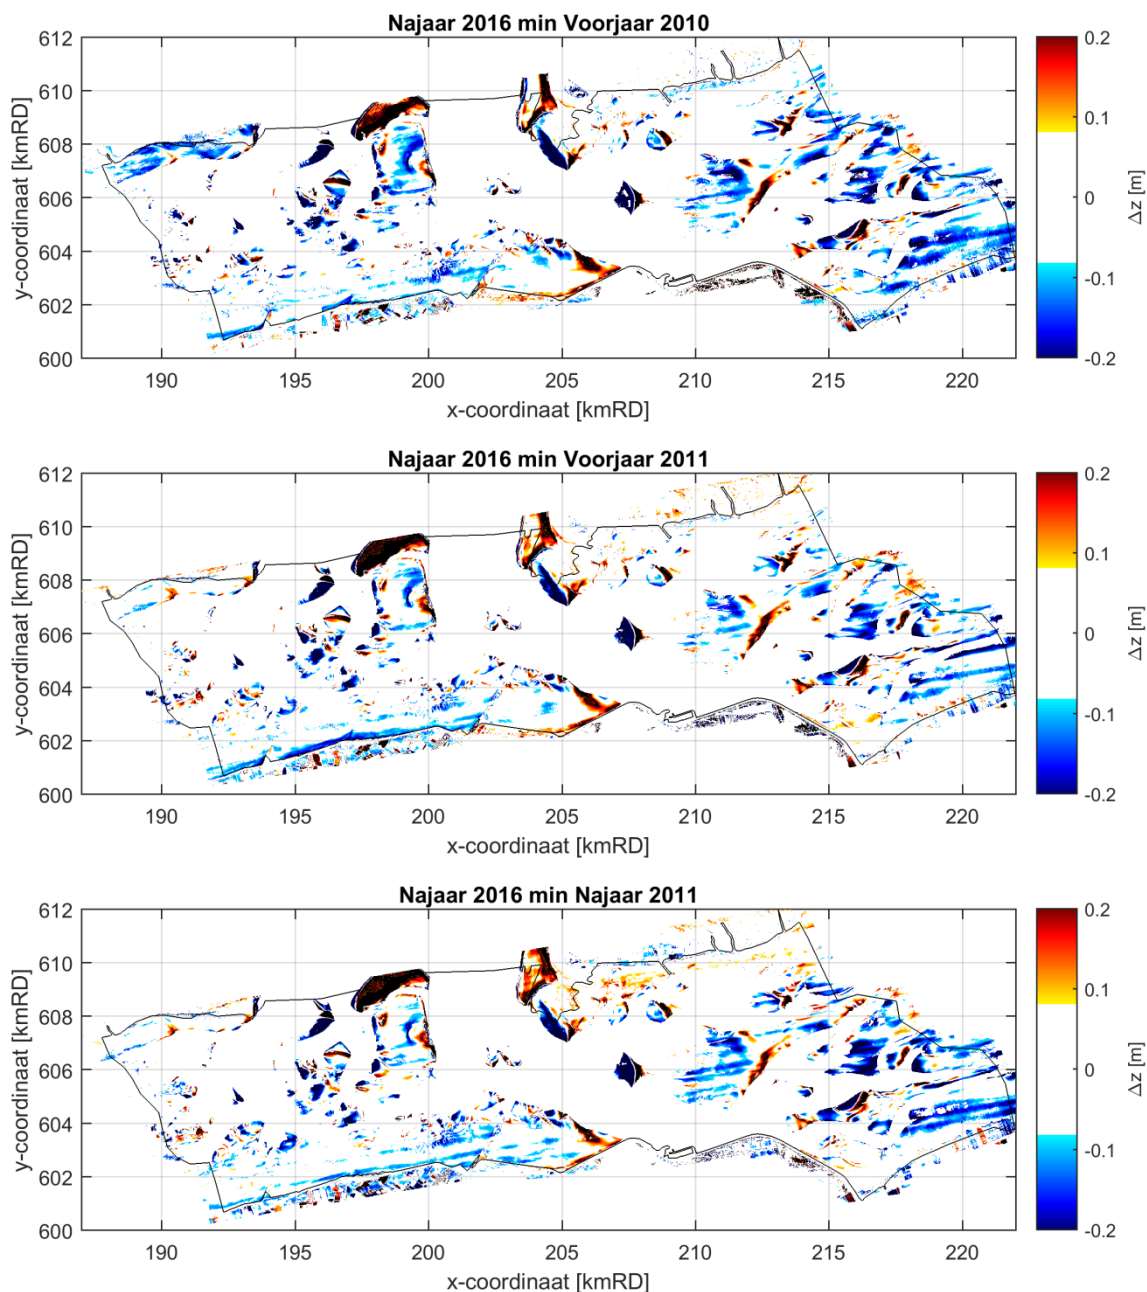 Najaar 2016 min Voorjaar 2010
612
610
608
606
604
602
600
y-coordinaat [kmRD]
190 195 200 205 210 215 220
x-coordinaat [kmRD]
0.2
0.1
0
-0.1
-0.2
Δz [m]
Najaar 2016 min Voorjaar 2011
612
610
608
606
604
602
600
y-coordinaat [kmRD]
190 195 200 205 210 215 220
x-coordinaat [kmRD]
0.2
0.1
0
-0.1
-0.2
Δz [m]
Najaar 2016 min Najaar 2011
612
610
608
606
604
602
600
y-coordinaat [kmRD]
190 195 200 205 210 215 220
x-coordinaat [kmRD]
0.2
0.1
0
-0.1
-0.2
Δz [m]